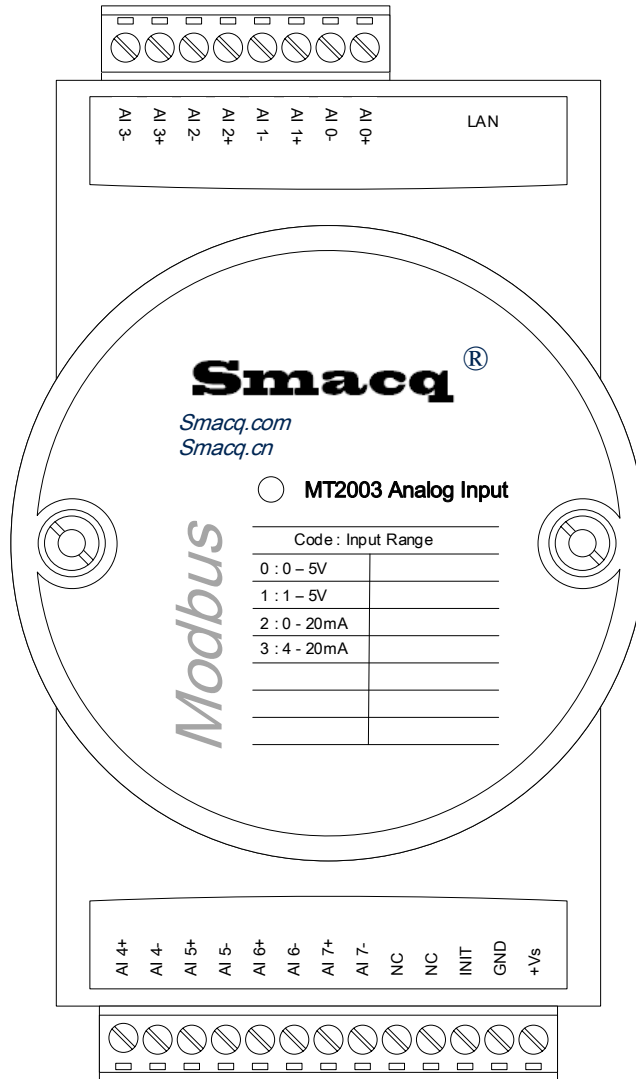 AI 3- AI 3+ AI 2- AI 2+ AI 1- AI 1+ AI 0- AI 0+ LAN
Smacq ®
Smacq.com
Smacq.cn
MT2003 Analog Input
Modbus
Code : Input Range
0 : 0 – 5V
1 : 1 – 5V
2 : 0 - 20mA
3 : 4 - 20mA
AI 4+ AI 4- AI 5+ AI 5- AI 6+ AI 6- AI 7+ AI 7- NC NC INIT GND +Vs